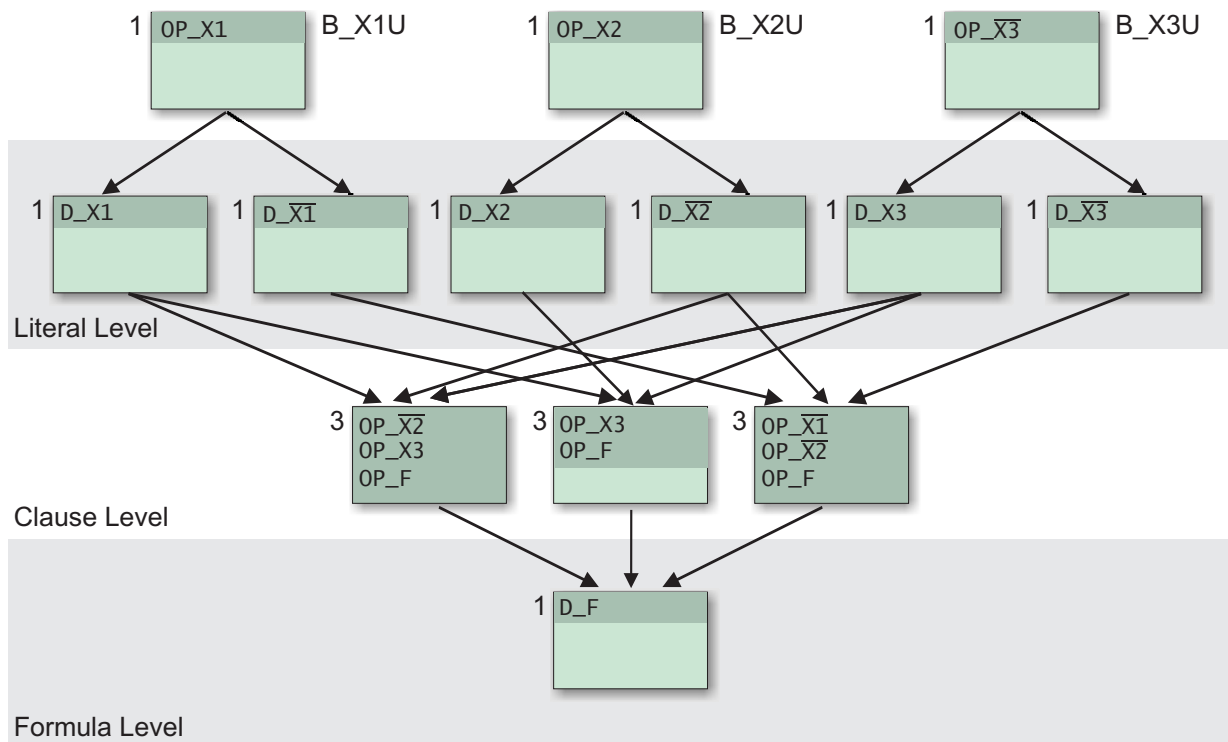 1 OP_X1 B_X1U 1 OP_X2 B_X2U 1 OP_X̅3̅ B_X3U
1 D_X1 1 D_X̅1̅ 1 D_X2 1 D_X̅2̅ 1 D_X3 1 D_X̅3̅
Literal Level
3 OP_X̅2̅ 3 OP_X3 3 OP_X̅1̅
OP_X3 OP_F OP_X̅2̅
OP_F OP_F
Clause Level
1 D_F
Formula Level